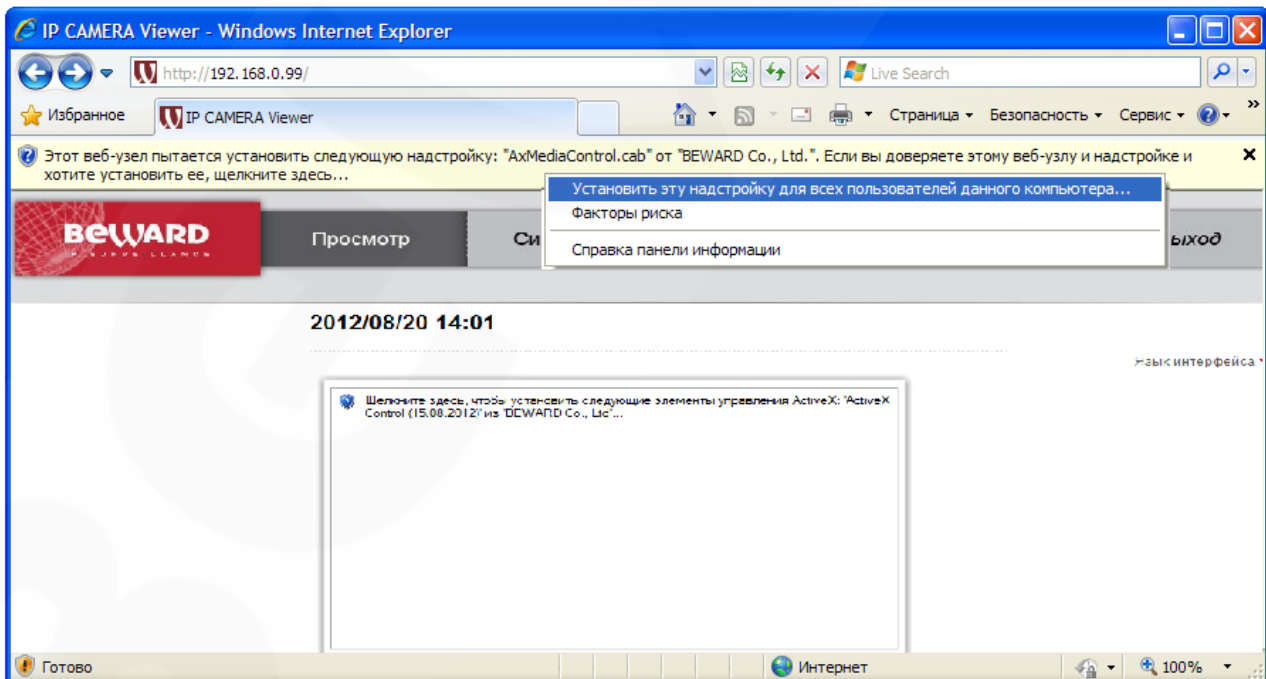 IP CAMERA Viewer - Windows Internet Explorer
http://192.168.0.99/
Live Search
Избранное
IP CAMERA Viewer
Страница
Безопасность
Сервис
Этот веб-узел пытается установить следующую надстройку: "AxMediaControl.cab" от "BEWARD Co., Ltd.". Если вы доверяете этому веб-узлу и надстройке и
хотите установить ее, щелкните здесь...
Установить эту надстройку для всех пользователей данного компьютера...
Факторы риска
Справка панели информации
BEWARD
Просмотр
Си
ыход
2012/08/20 14:01
Язык интерфейса
Щелкните здесь, чтобы установить следующие элементы управления ActiveX: 'ActiveX
Control (15.08.2012)' из 'BEWARD Co., Ltd'...
Готово
Интернет
100%